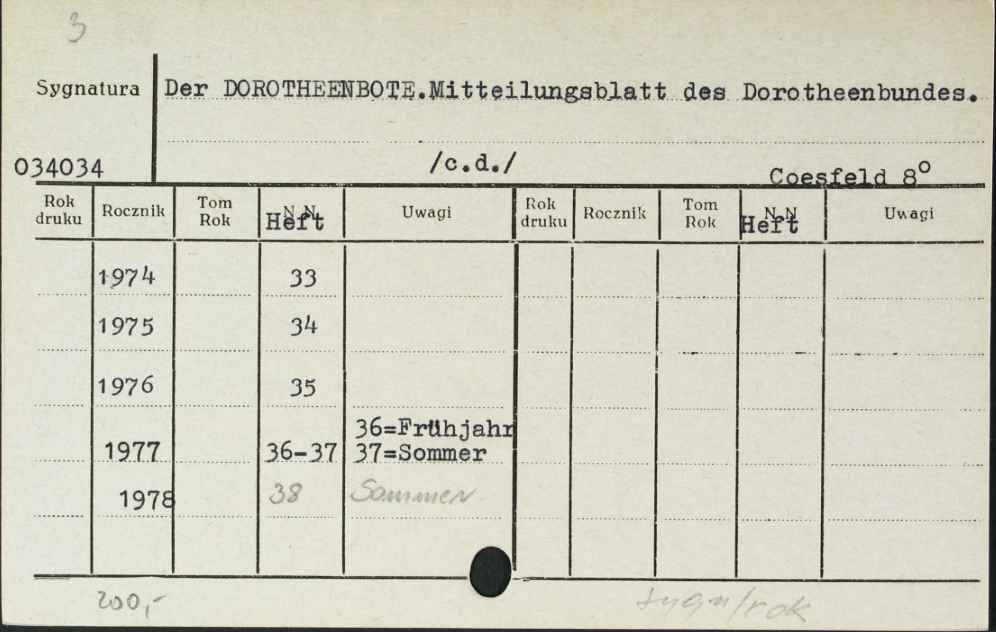 3
Sygnatura Der DOROTHEENBOTE.Mitteilungsblatt des Dorotheenbundes.
034034 /c.d./ Coesfeld 8°
Rok druku Rocznik Tom Rok N N Heft Uwagi Rok druku Rocznik Tom Rok N N Heft Uwagi
1974 33
1975 34
1976 35
36=Frühjahr
1977 36-37 37=Sommer
1978 38 Sommer
200,- sygn/rok